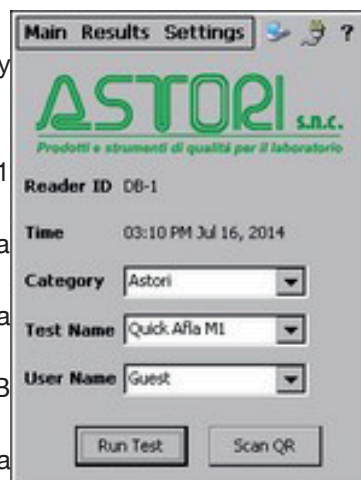 Main Results Settings ?
y
ASTORI s.n.c.
Prodotti e strumenti di qualità per il laboratorio
1
Reader ID DB-1
a
Time 03:10 PM Jul 16, 2014
Category Astori
a
Test Name Quick Afla M1
B
User Name Guest
a
Run Test Scan QR